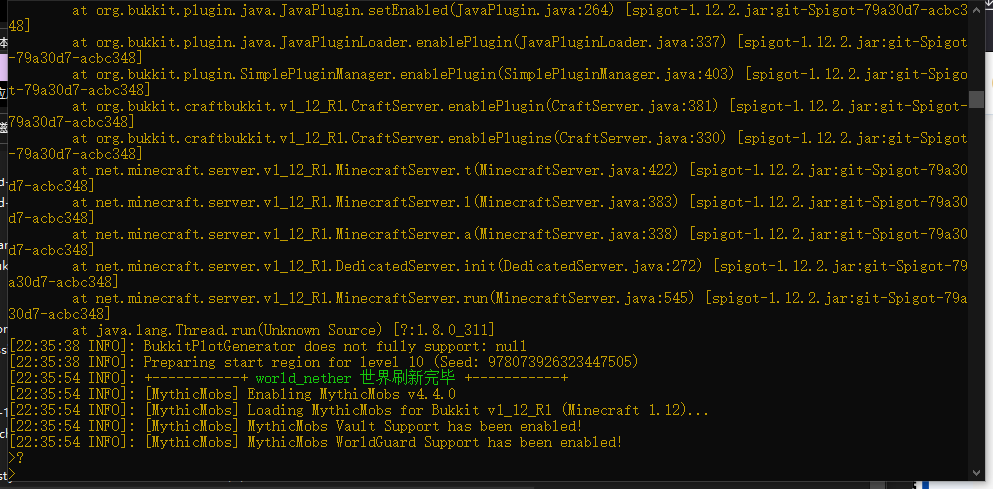 at org.bukkit.plugin.java.JavaPlugin.setEnabled(JavaPlugin.java:264) [spigot-1.12.2.jar:git-Spigot-79a30d7-acbc3
48]
at org.bukkit.plugin.java.JavaPluginLoader.enablePlugin(JavaPluginLoader.java:337) [spigot-1.12.2.jar:git-Spigot
-79a30d7-acbc348]
at org.bukkit.plugin.SimplePluginManager.enablePlugin(SimplePluginManager.java:403) [spigot-1.12.2.jar:git-Spigo
t-79a30d7-acbc348]
at org.bukkit.craftbukkit.v1_12_R1.CraftServer.enablePlugin(CraftServer.java:381) [spigot-1.12.2.jar:git-Spigot-
79a30d7-acbc348]
at org.bukkit.craftbukkit.v1_12_R1.CraftServer.enablePlugins(CraftServer.java:330) [spigot-1.12.2.jar:git-Spigot
-79a30d7-acbc348]
at net.minecraft.server.v1_12_R1.MinecraftServer.t(MinecraftServer.java:422) [spigot-1.12.2.jar:git-Spigot-79a30
d7-acbc348]
at net.minecraft.server.v1_12_R1.MinecraftServer.l(MinecraftServer.java:383) [spigot-1.12.2.jar:git-Spigot-79a30
d7-acbc348]
at net.minecraft.server.v1_12_R1.MinecraftServer.a(MinecraftServer.java:338) [spigot-1.12.2.jar:git-Spigot-79a30
d7-acbc348]
at net.minecraft.server.v1_12_R1.DedicatedServer.init(DedicatedServer.java:272) [spigot-1.12.2.jar:git-Spigot-79
a30d7-acbc348]
at net.minecraft.server.v1_12_R1.MinecraftServer.run(MinecraftServer.java:545) [spigot-1.12.2.jar:git-Spigot-79a
30d7-acbc348]
at java.lang.Thread.run(Unknown Source) [?:1.8.0_311]
[22:35:38 INFO]: BukkitPlotGenerator does not fully support: null
[22:35:38 INFO]: Preparing start region for level 10 (Seed: 978073926323447505)
[22:35:54 INFO]: +-----------+ world_nether 世界刷新完毕 +-----------+
[22:35:54 INFO]: [MythicMobs] Enabling MythicMobs v4.4.0
[22:35:54 INFO]: [MythicMobs] Loading MythicMobs for Bukkit v1_12_R1 (Minecraft 1.12)...
[22:35:54 INFO]: [MythicMobs] MythicMobs Vault Support has been enabled!
[22:35:54 INFO]: [MythicMobs] MythicMobs WorldGuard Support has been enabled!
>?
>